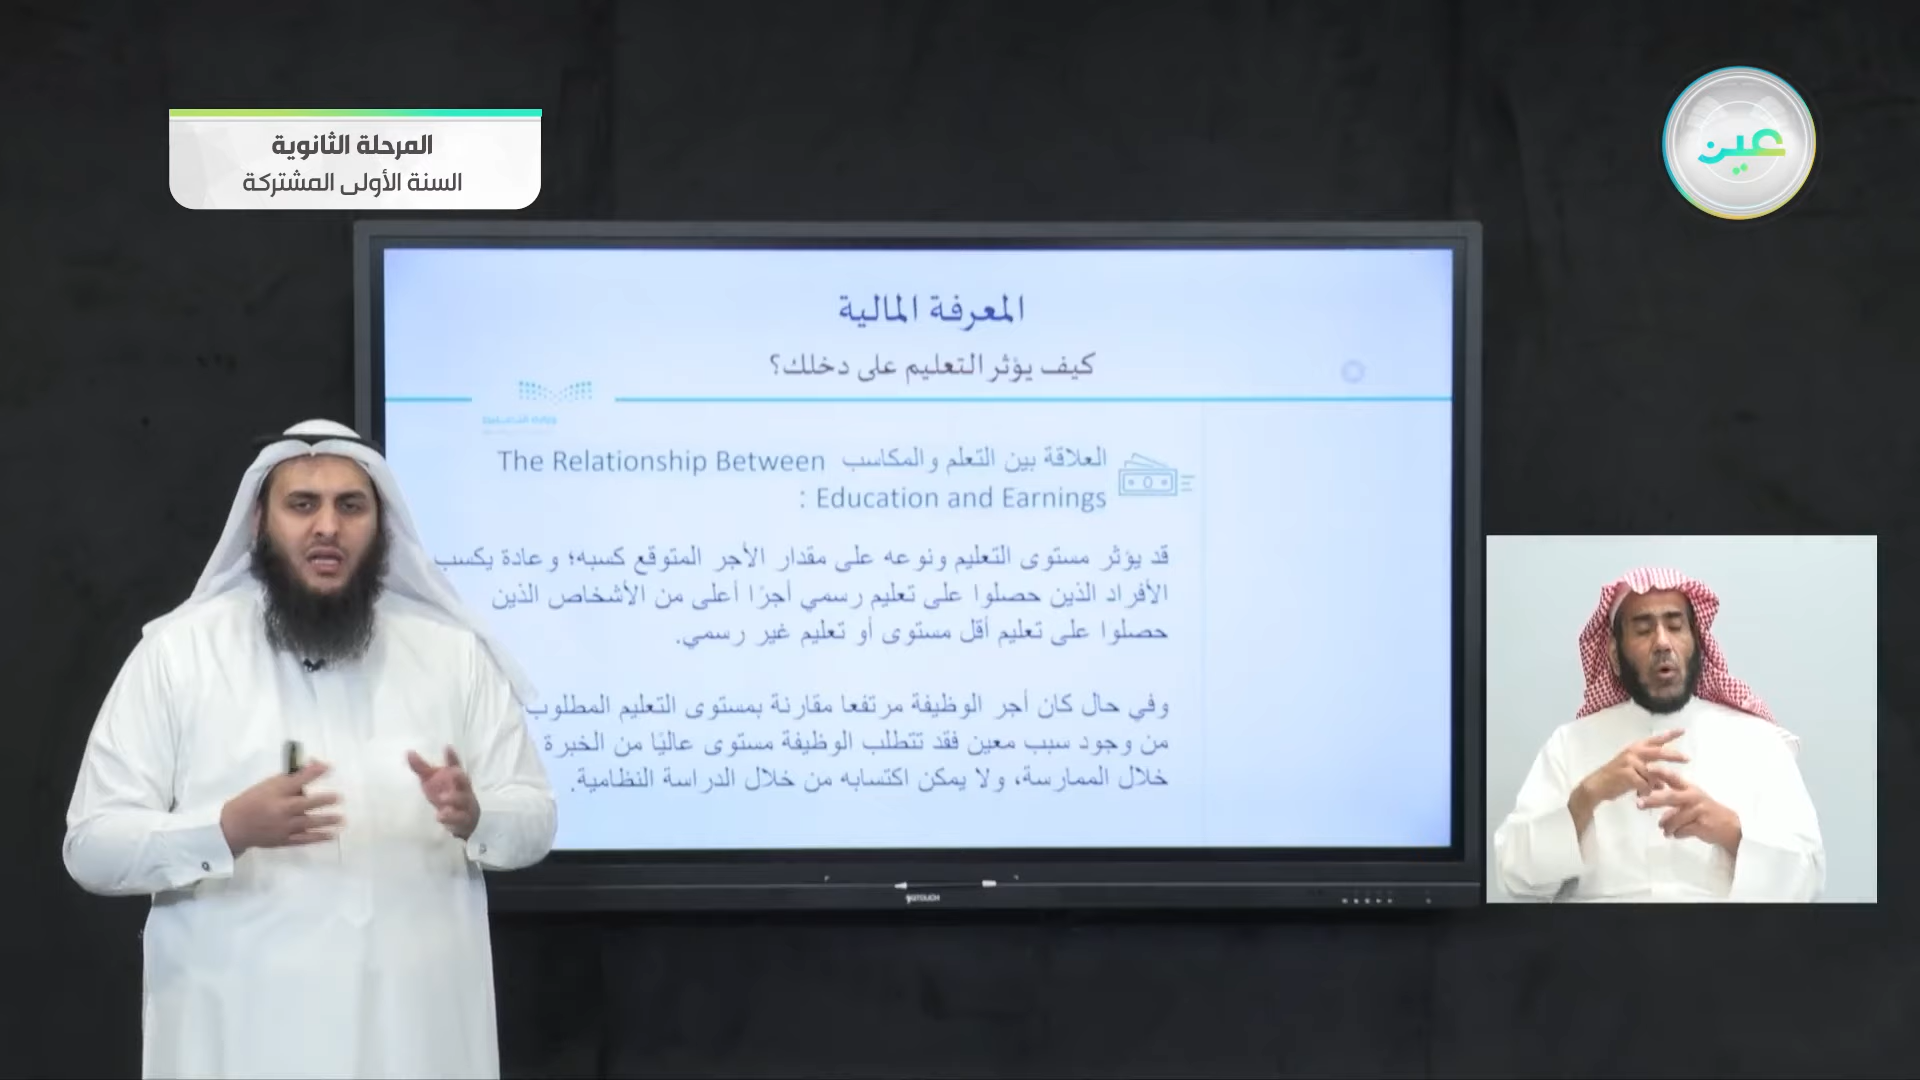 المرحلة الثانوية
السنة الأولى المشتركة
عين
المعرفة المالية
كيف يؤثر التعليم على دخلك؟
العلاقة بين التعلم والمكاسب The Relationship Between
Education and Earnings :
قد يؤثر مستوى التعليم ونوعه على مقدار الأجر المتوقع كسبه؛ وعادة يكسب
الأفراد الذين حصلوا على تعليم رسمي أجرًا أعلى من الأشخاص الذين
حصلوا على تعليم أقل مستوى أو تعليم غير رسمي.
وفي حال كان أجر الوظيفة مرتفعا مقارنة بمستوى التعليم المطلوب
من وجود سبب معين فقد تتطلب الوظيفة مستوى عاليًا من الخبرة
خلال الممارسة، ولا يمكن اكتسابه من خلال الدراسة النظامية.